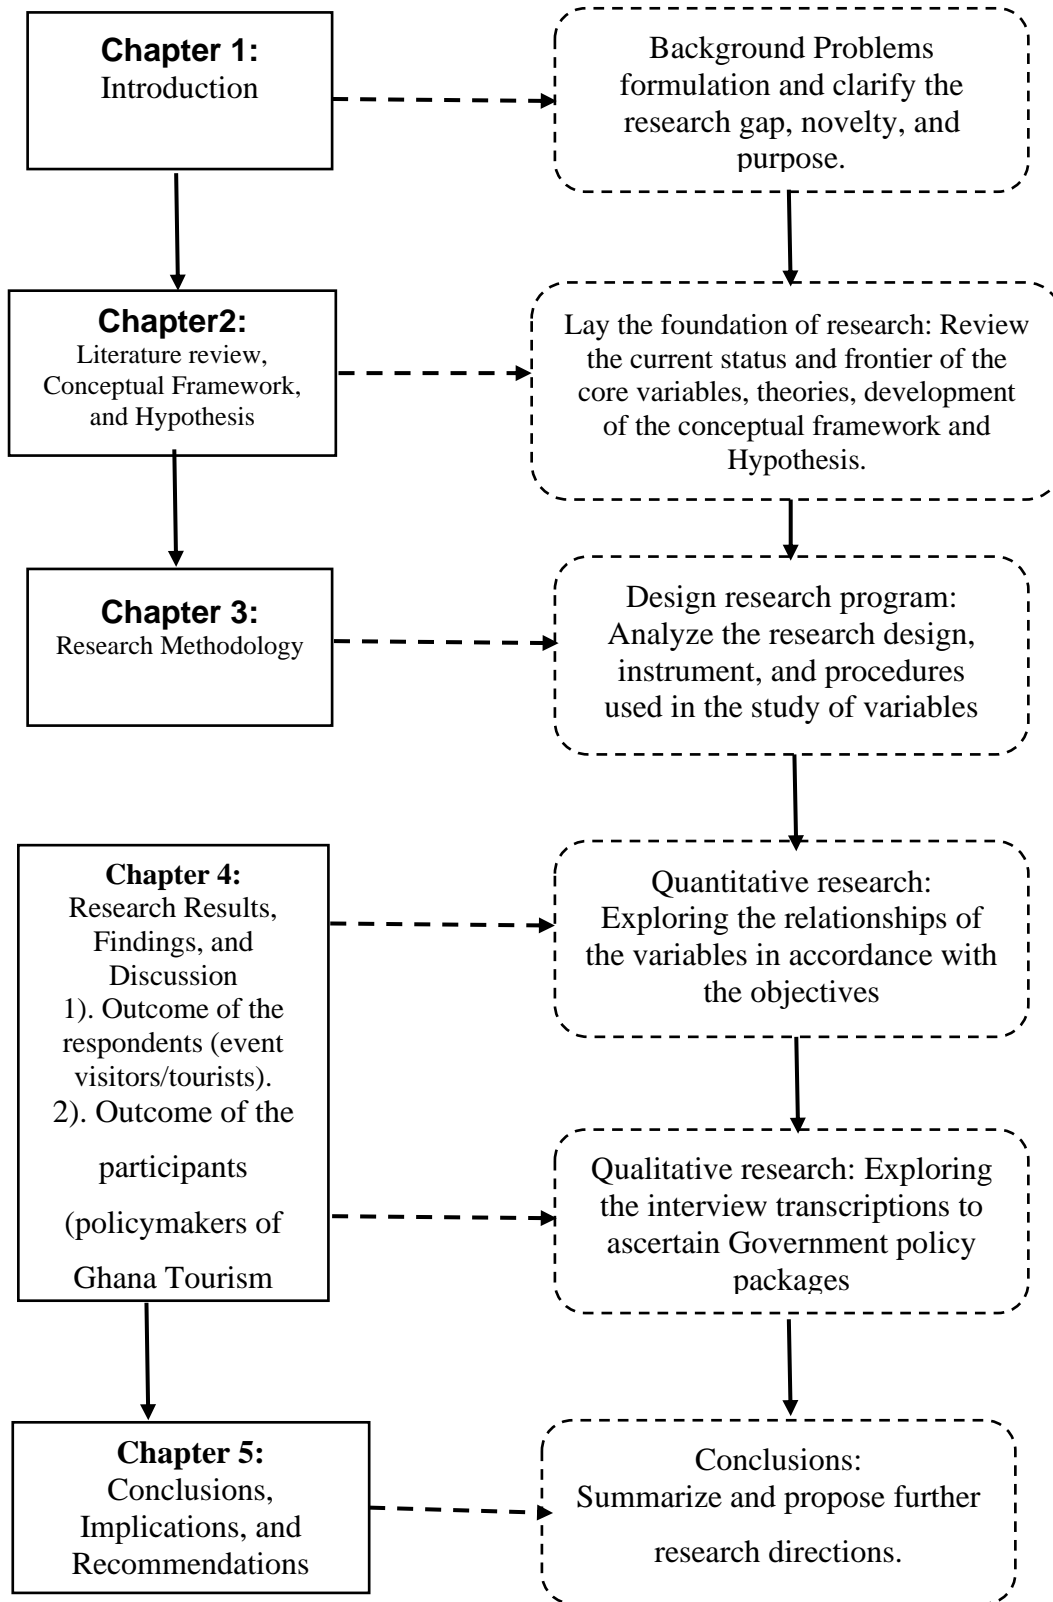 Chapter 1:
Introduction
Background Problems
formulation and clarify the
research gap, novelty, and
purpose.
Chapter2:
Literature review,
Conceptual Framework,
and Hypothesis
Lay the foundation of research: Review
the current status and frontier of the
core variables, theories, development
of the conceptual framework and
Hypothesis.
Chapter 3:
Research Methodology
Design research program:
Analyze the research design,
instrument, and procedures
used in the study of variables
Chapter 4:
Research Results,
Findings, and
Discussion
1). Outcome of the
respondents (event
visitors/tourists).
2). Outcome of the
participants
(policymakers of
Ghana Tourism
Quantitative research:
Exploring the relationships of
the variables in accordance with
the objectives
Qualitative research: Exploring
the interview transcriptions to
ascertain Government policy
packages
Chapter 5:
Conclusions,
Implications, and
Recommendations
Conclusions:
Summarize and propose further
research directions.